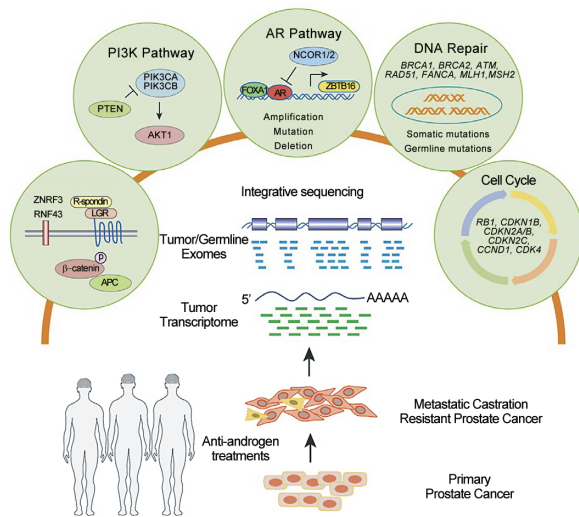 PI3K Pathway
PIK3CA
PIK3CB
PTEN
AKT1
AR Pathway
NCOR1/2
FOXA1
AR
ZBTB16
Amplification
Mutation
Deletion
DNA Repair
BRCA1, BRCA2, ATM,
RAD51, FANCA, MLH1,MSH2
Somatic mutations
Germline mutations
ZNRF3
RNF43
R-spondin
LGR
P
β-catenin
APC
Cell Cycle
RB1, CDKN1B,
CDKN2A/B,
CDKN2C,
CCND1, CDK4
Integrative sequencing
Tumor/Germline
Exomes
Tumor
Transcriptome
5' AAAAA
Metastatic Castration
Resistant Prostate Cancer
Anti-androgen
treatments
Primary
Prostate Cancer